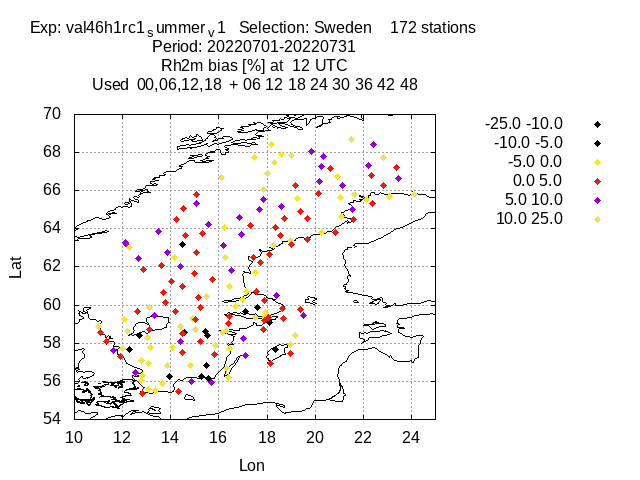 Exp: val46h1rc1summerv1 Selection: Sweden 172 stations
Period: 20220701-20220731
Rh2m bias [%] at 12 UTC
Used 00,06,12,18 + 06 12 18 24 30 36 42 48
-25.0 -10.0
-10.0 -5.0
-5.0 0.0
0.0 5.0
5.0 10.0
10.0 25.0
70
68
66
64
62
60
58
56
54
Lat
10 12 14 16 18 20 22 24
Lon